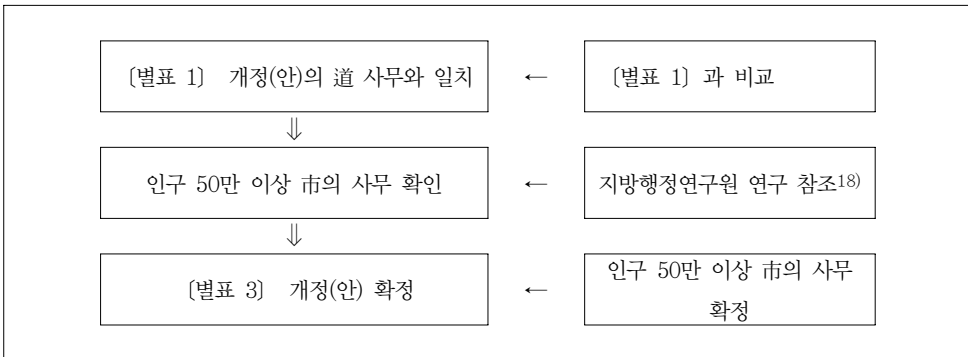 〔별표 1〕 개정(안)의 道 사무와 일치 ← 〔별표 1〕과 비교
⇓
인구 50만 이상 市의 사무 확인 ← 지방행정연구원 연구 참조18)
⇓
〔별표 3〕 개정(안) 확정 ← 인구 50만 이상 市의 사무
확정